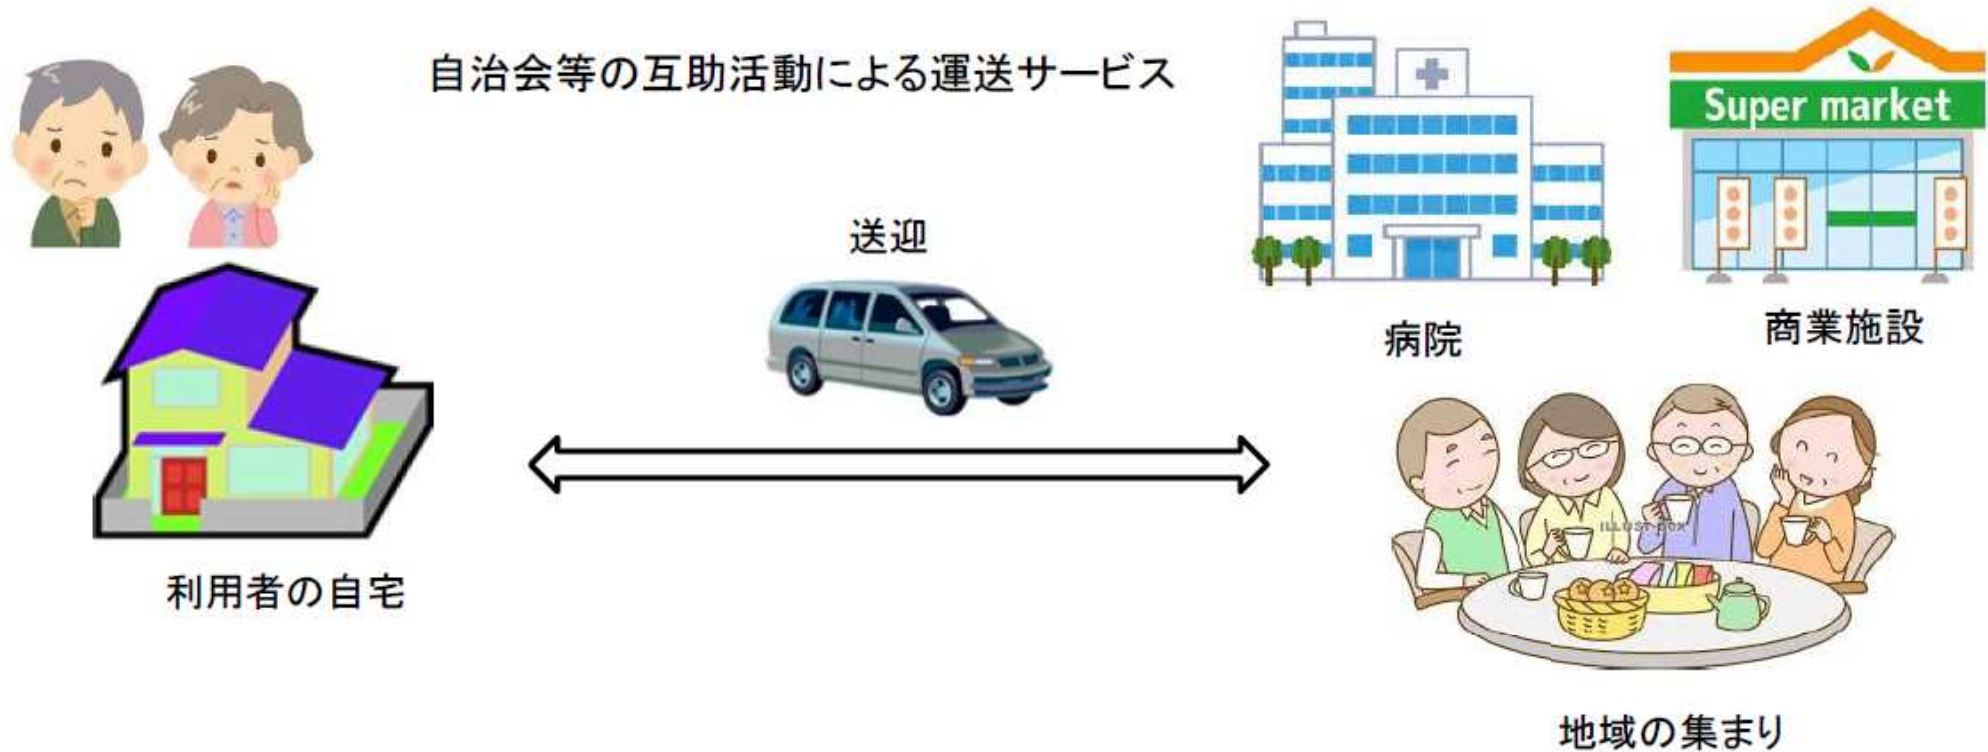 自治会等の互助活動による運送サービス
Super market
送迎
病院
商業施設
利用者の自宅
ILLUST BOX
地域の集まり